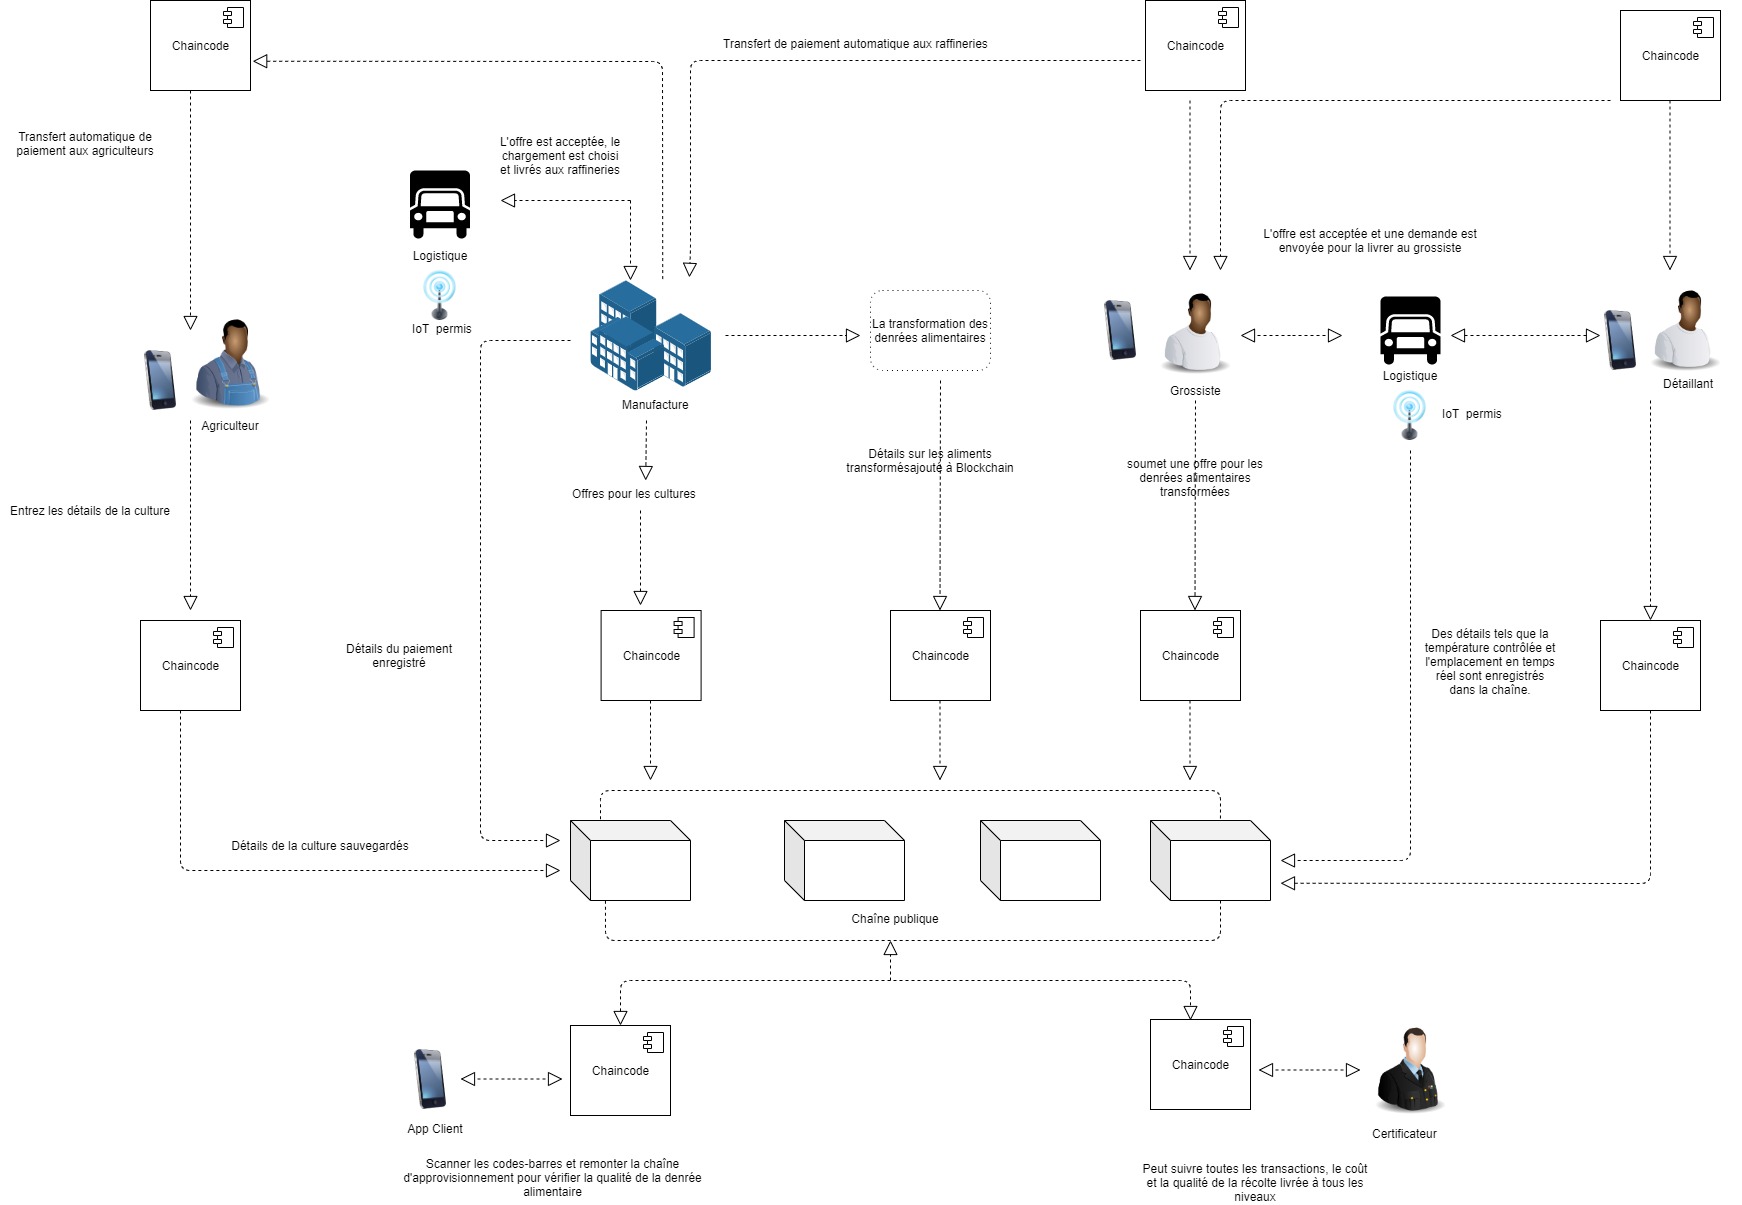 Chaincode
Transfert de paiement automatique aux raffineries
Chaincode
Chaincode
Transfert automatique de
paiement aux agriculteurs
L'offre est acceptée, le
chargement est choisi
et livrés aux raffineries
Logistique
IoT permis
L'offre est acceptée et une demande est
envoyée pour la livrer au grossiste
La transformation des
denrées alimentaires
Agriculteur
Manufacture
Grossiste
Logistique
IoT permis
Détaillant
Entrez les détails de la culture
Offres pour les cultures
Détails sur les aliments
transformésajouté à Blockchain
soumet une offre pour les
denrées alimentaires
transformées
Chaincode
Détails du paiement
enregistré
Chaincode
Chaincode
Chaincode
Des détails tels que la
température contrôlée et
l'emplacement en temps
réel sont enregistrés
dans la chaîne.
Chaincode
Détails de la culture sauvegardés
Chaîne publique
Chaincode
Chaincode
App Client
Certificateur
Scanner les codes-barres et remonter la chaîne
d'approvisionnement pour vérifier la qualité de la denrée
alimentaire
Peut suivre toutes les transactions, le coût
et la qualité de la récolte livrée à tous les
niveaux